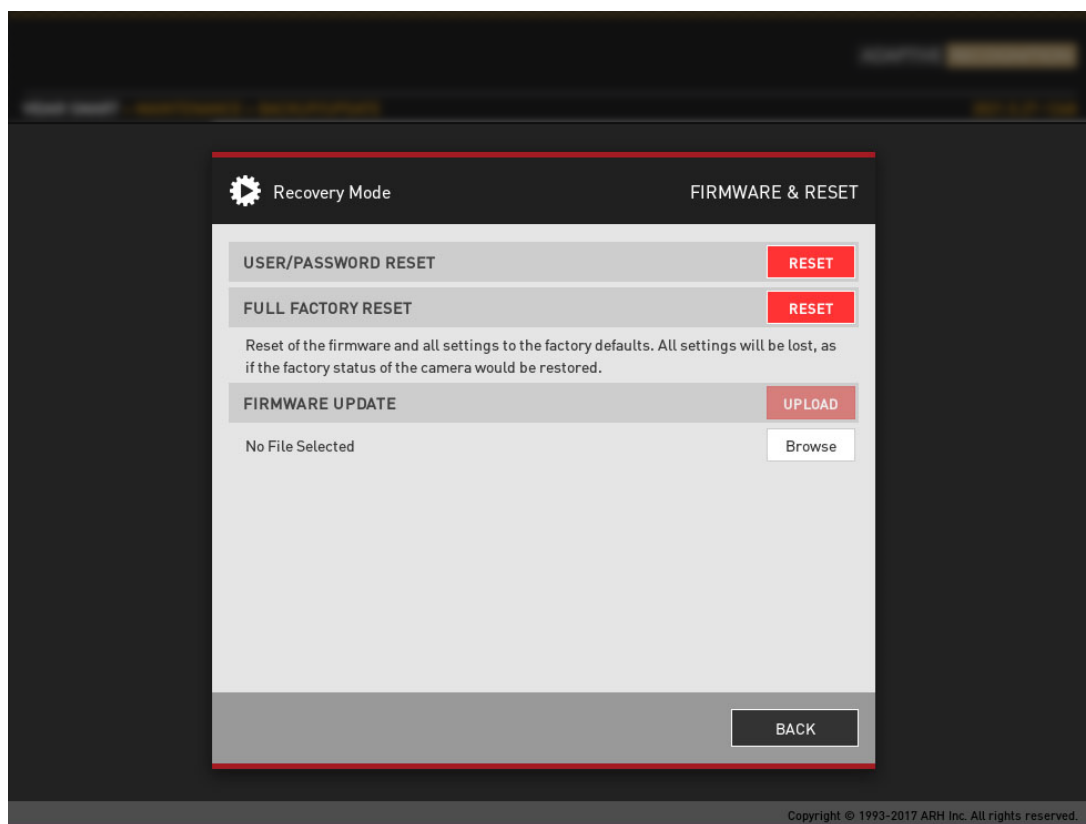 Recovery Mode FIRMWARE & RESET
USER/PASSWORD RESET RESET
FULL FACTORY RESET RESET
Reset of the firmware and all settings to the factory defaults. All settings will be lost, as
if the factory status of the camera would be restored.
FIRMWARE UPDATE UPLOAD
No File Selected Browse
BACK
Copyright © 1993-2017 ARH Inc. All rights reserved.